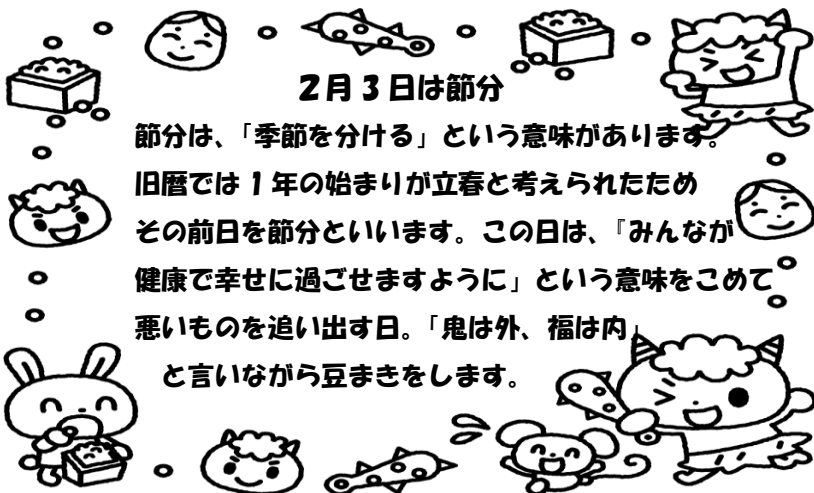 2月3日は節分
節分は、「季節を分ける」という意味があります。
旧暦では1年の始まりが立春と考えられたため
その前日を節分といいます。この日は、『みんなが
健康で幸せに過ごせますように」という意味をこめて
悪いものを追い出す日。「鬼は外、福は内」
と言いながら豆まきをします。